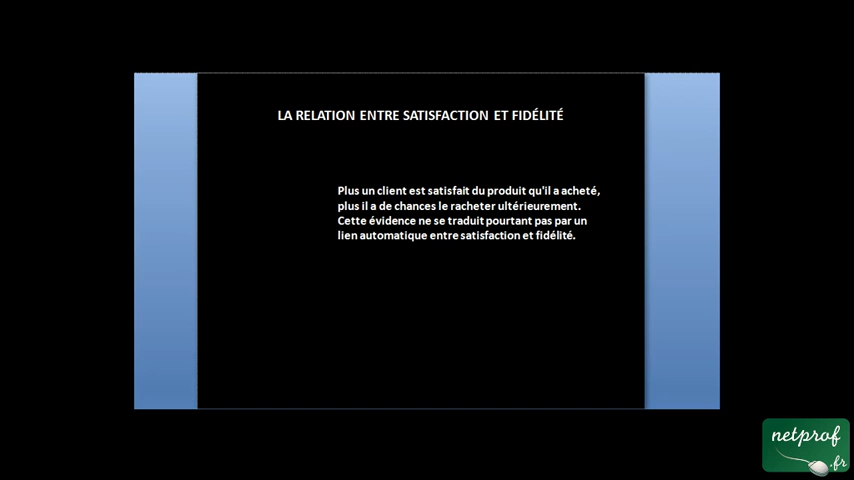 LA RELATION ENTRE SATISFACTION ET FIDÉLITÉ
Plus un client est satisfait du produit qu'il a acheté,
plus il a de chances le racheter ultérieurement.
Cette évidence ne se traduit pourtant pas par un
lien automatique entre satisfaction et fidélité.
netprof
.fr